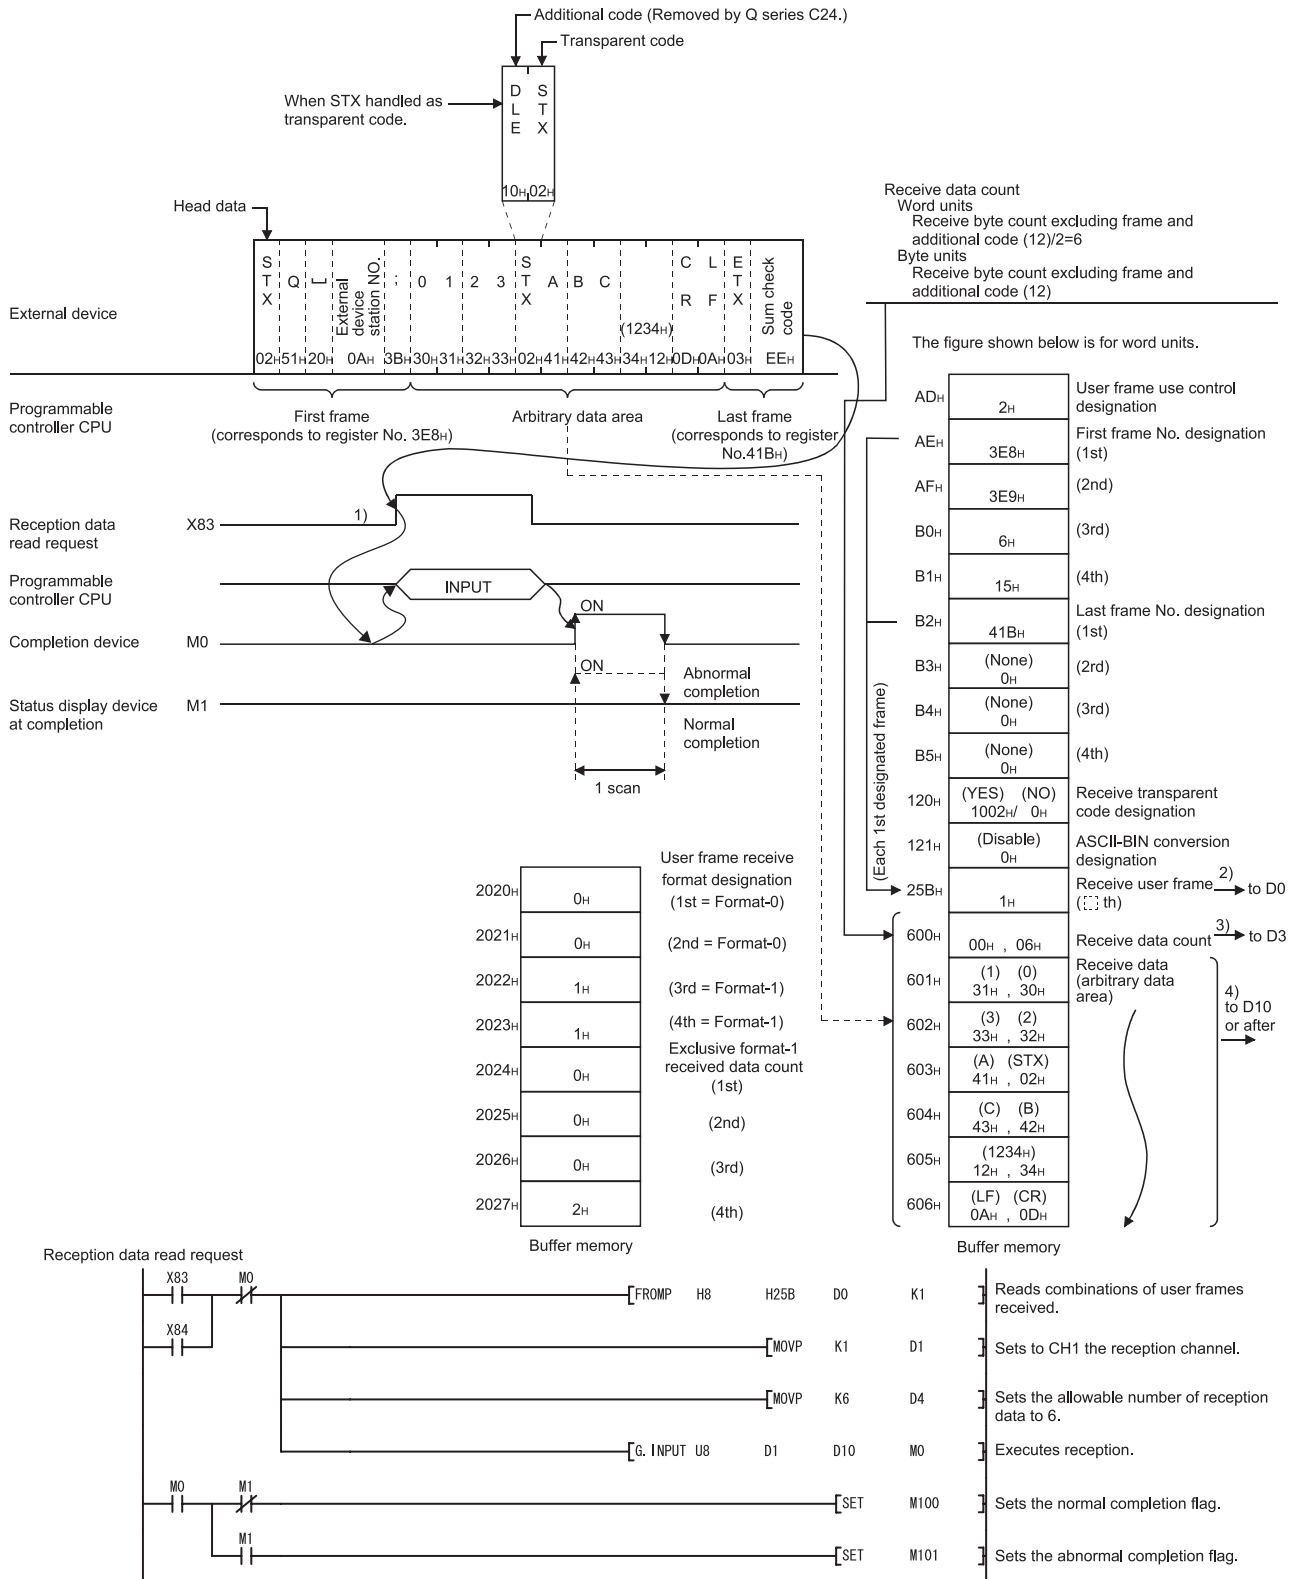 Additional code (Removed by Q series C24.)
Transparent code
When STX handled as
transparent code.
DLE STX
10H 02H
Head data
Receive data count
Word units
Receive byte count excluding frame and
additional code (12)/2=6
Byte units
Receive byte count excluding frame and
additional code (12)
External device
STX Q [ External device station NO. ; 0 1 2 3 STX A B C (1234H) CR LF ETX Sum check code
02H 51H 20H 0AH 3BH 30H 31H 32H 33H 02H 41H 42H 43H 34H 12H 0DH 0AH 03H EEH
The figure shown below is for word units.
Programmable
controller CPU
First frame
(corresponds to register No. 3E8H)
Arbitrary data area
Last frame
(corresponds to register
No.41BH)
Reception data
read request
X83
1)
Programmable
controller CPU
INPUT
Completion device M0
ON
ON
Abnormal
completion
Status display device
at completion
M1
Normal
completion
1 scan
(Each 1st designated frame)
ADH 2H User frame use control
designation
AEH 3E8H First frame No. designation
(1st)
AFH 3E9H (2nd)
B0H 6H (3rd)
B1H 15H (4th)
B2H 41BH Last frame No. designation
(1st)
B3H (None) 0H (2rd)
B4H (None) 0H (3rd)
B5H (None) 0H (4th)
120H (YES) (NO) 1002H/ 0H Receive transparent
code designation
121H (Disable) 0H ASCII-BIN conversion
designation
25BH 1H Receive user frame
( th)
2) to D0
600H 00H , 06H Receive data count 3) to D3
601H (1) (0) 31H , 30H Receive data
(arbitrary data
area)
602H (3) (2) 33H , 32H
603H (A) (STX) 41H , 02H
604H (C) (B) 43H , 42H
605H (1234H) 12H , 34H
606H (LF) (CR) 0AH , 0DH
4)
to D10
or after
Buffer memory
User frame receive
format designation
2020H 0H (1st = Format-0)
2021H 0H (2nd = Format-0)
2022H 1H (3rd = Format-1)
2023H 1H (4th = Format-1)
Exclusive format-1
received data count
2024H 0H (1st)
2025H 0H (2nd)
2026H 0H (3rd)
2027H 2H (4th)
Buffer memory
Reception data read request
X83 M0 FROMP H8 H25B D0 K1 Reads combinations of user frames
received.
X84
MOVP K1 D1 Sets to CH1 the reception channel.
MOVP K6 D4 Sets the allowable number of reception
data to 6.
G.INPUT U8 D1 D10 M0 Executes reception.
M0 M1 SET M100 Sets the normal completion flag.
M1 SET M101 Sets the abnormal completion flag.